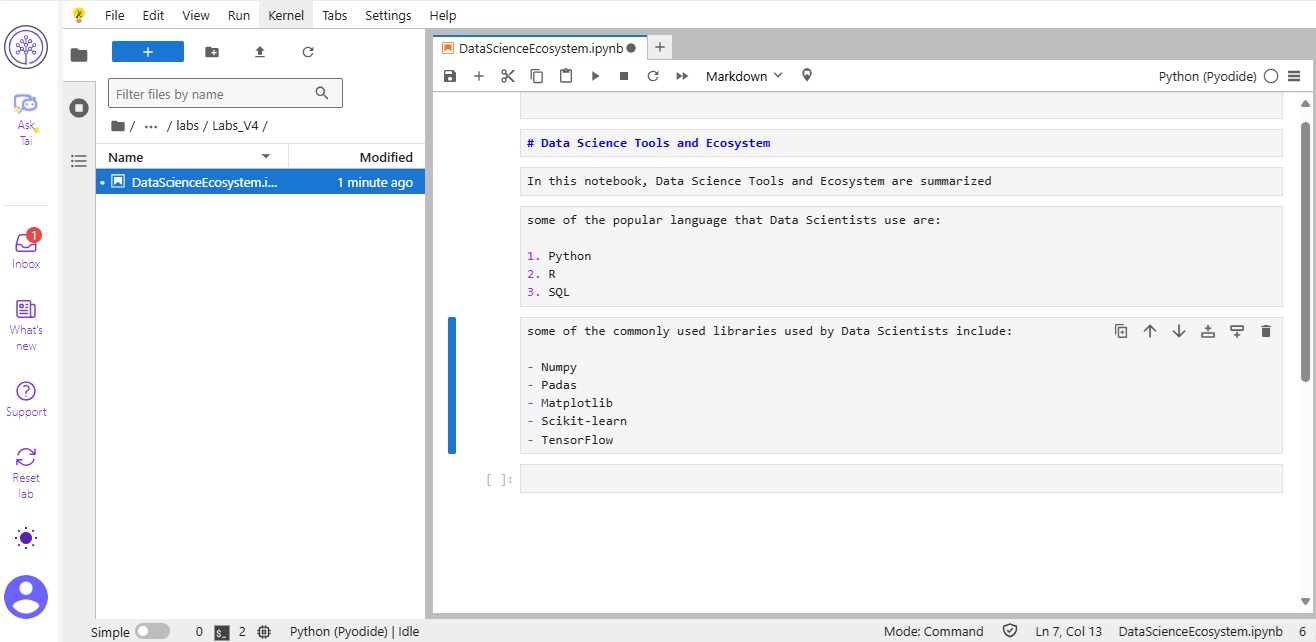 File Edit View Run Kernel Tabs Settings Help
Ask
Tai
1
Inbox
What's
new
Support
Reset
lab
+
Filter files by name
/ ... / labs / Labs_V4 /
Name Modified
• DataScienceEcosystem.i... 1 minute ago
DataScienceEcosystem.ipynb
+
Markdown
Python (Pyodide)
# Data Science Tools and Ecosystem
In this notebook, Data Science Tools and Ecosystem are summarized
some of the popular language that Data Scientists use are:
1. Python
2. R
3. SQL
some of the commonly used libraries used by Data Scientists include:
- Numpy
- Padas
- Matplotlib
- Scikit-learn
- TensorFlow
[ ]:
Simple 0 $_ 2 Python (Pyodide) | Idle Mode: Command Ln 7, Col 13 DataScienceEcosystem.ipynb 6